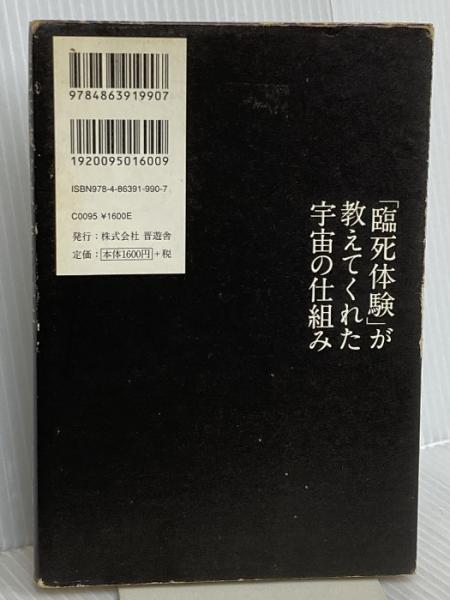 9784863919907
1920095016009
ISBN978-4-86391-990-7
C0095 ¥1600E
発行：株式会社 晋遊舎
定価：本体1600円+税
「臨死体験」が
教えてくれた
宇宙の仕組み